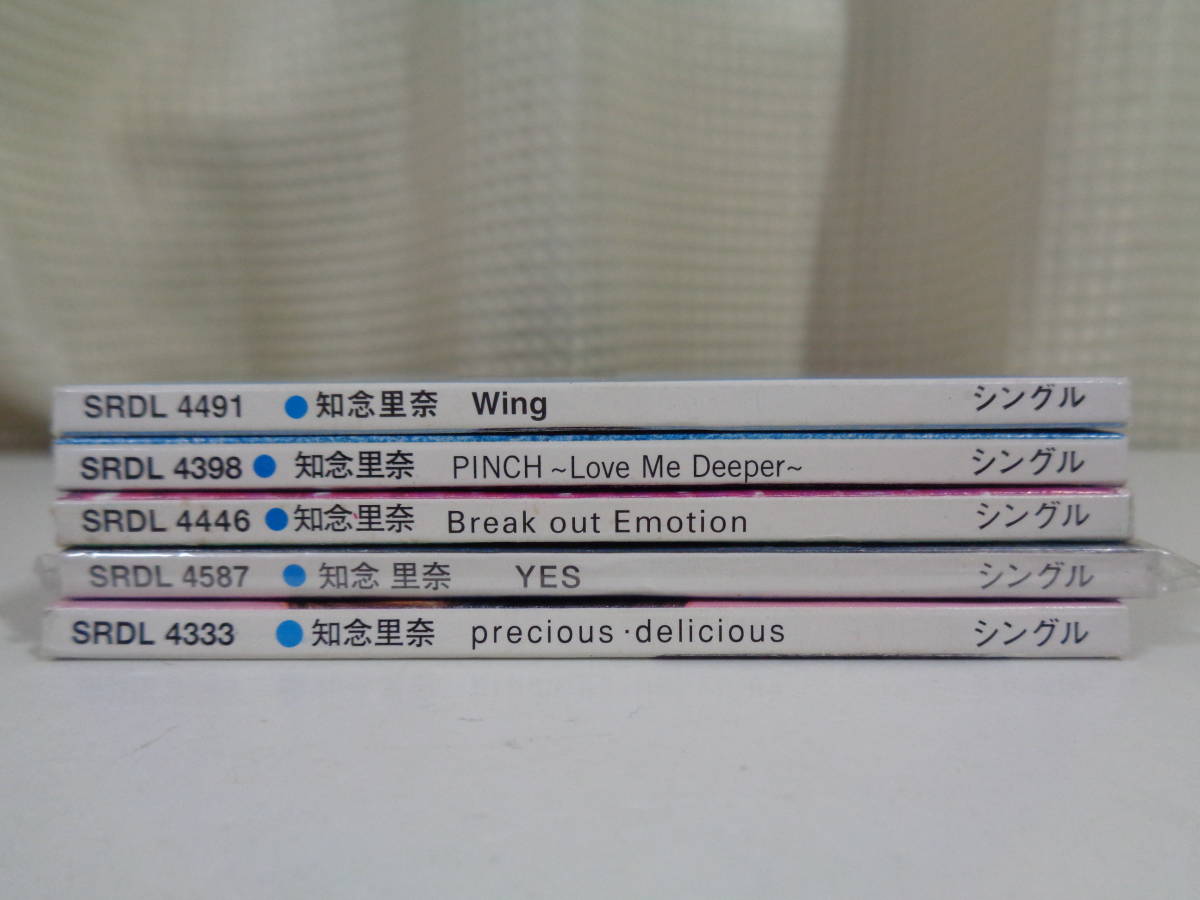 SRDL 4491 ●知念里奈 Wing シングル
SRDL 4398 ● 知念里奈 PINCH ~Love Me Deeper~ シングル
SRDL 4446 ●知念里奈 Break out Emotion シングル
SRDL 4587 ● 知念 里奈 YES シングル
SRDL 4333 ●知念里奈 precious・delicious シングル